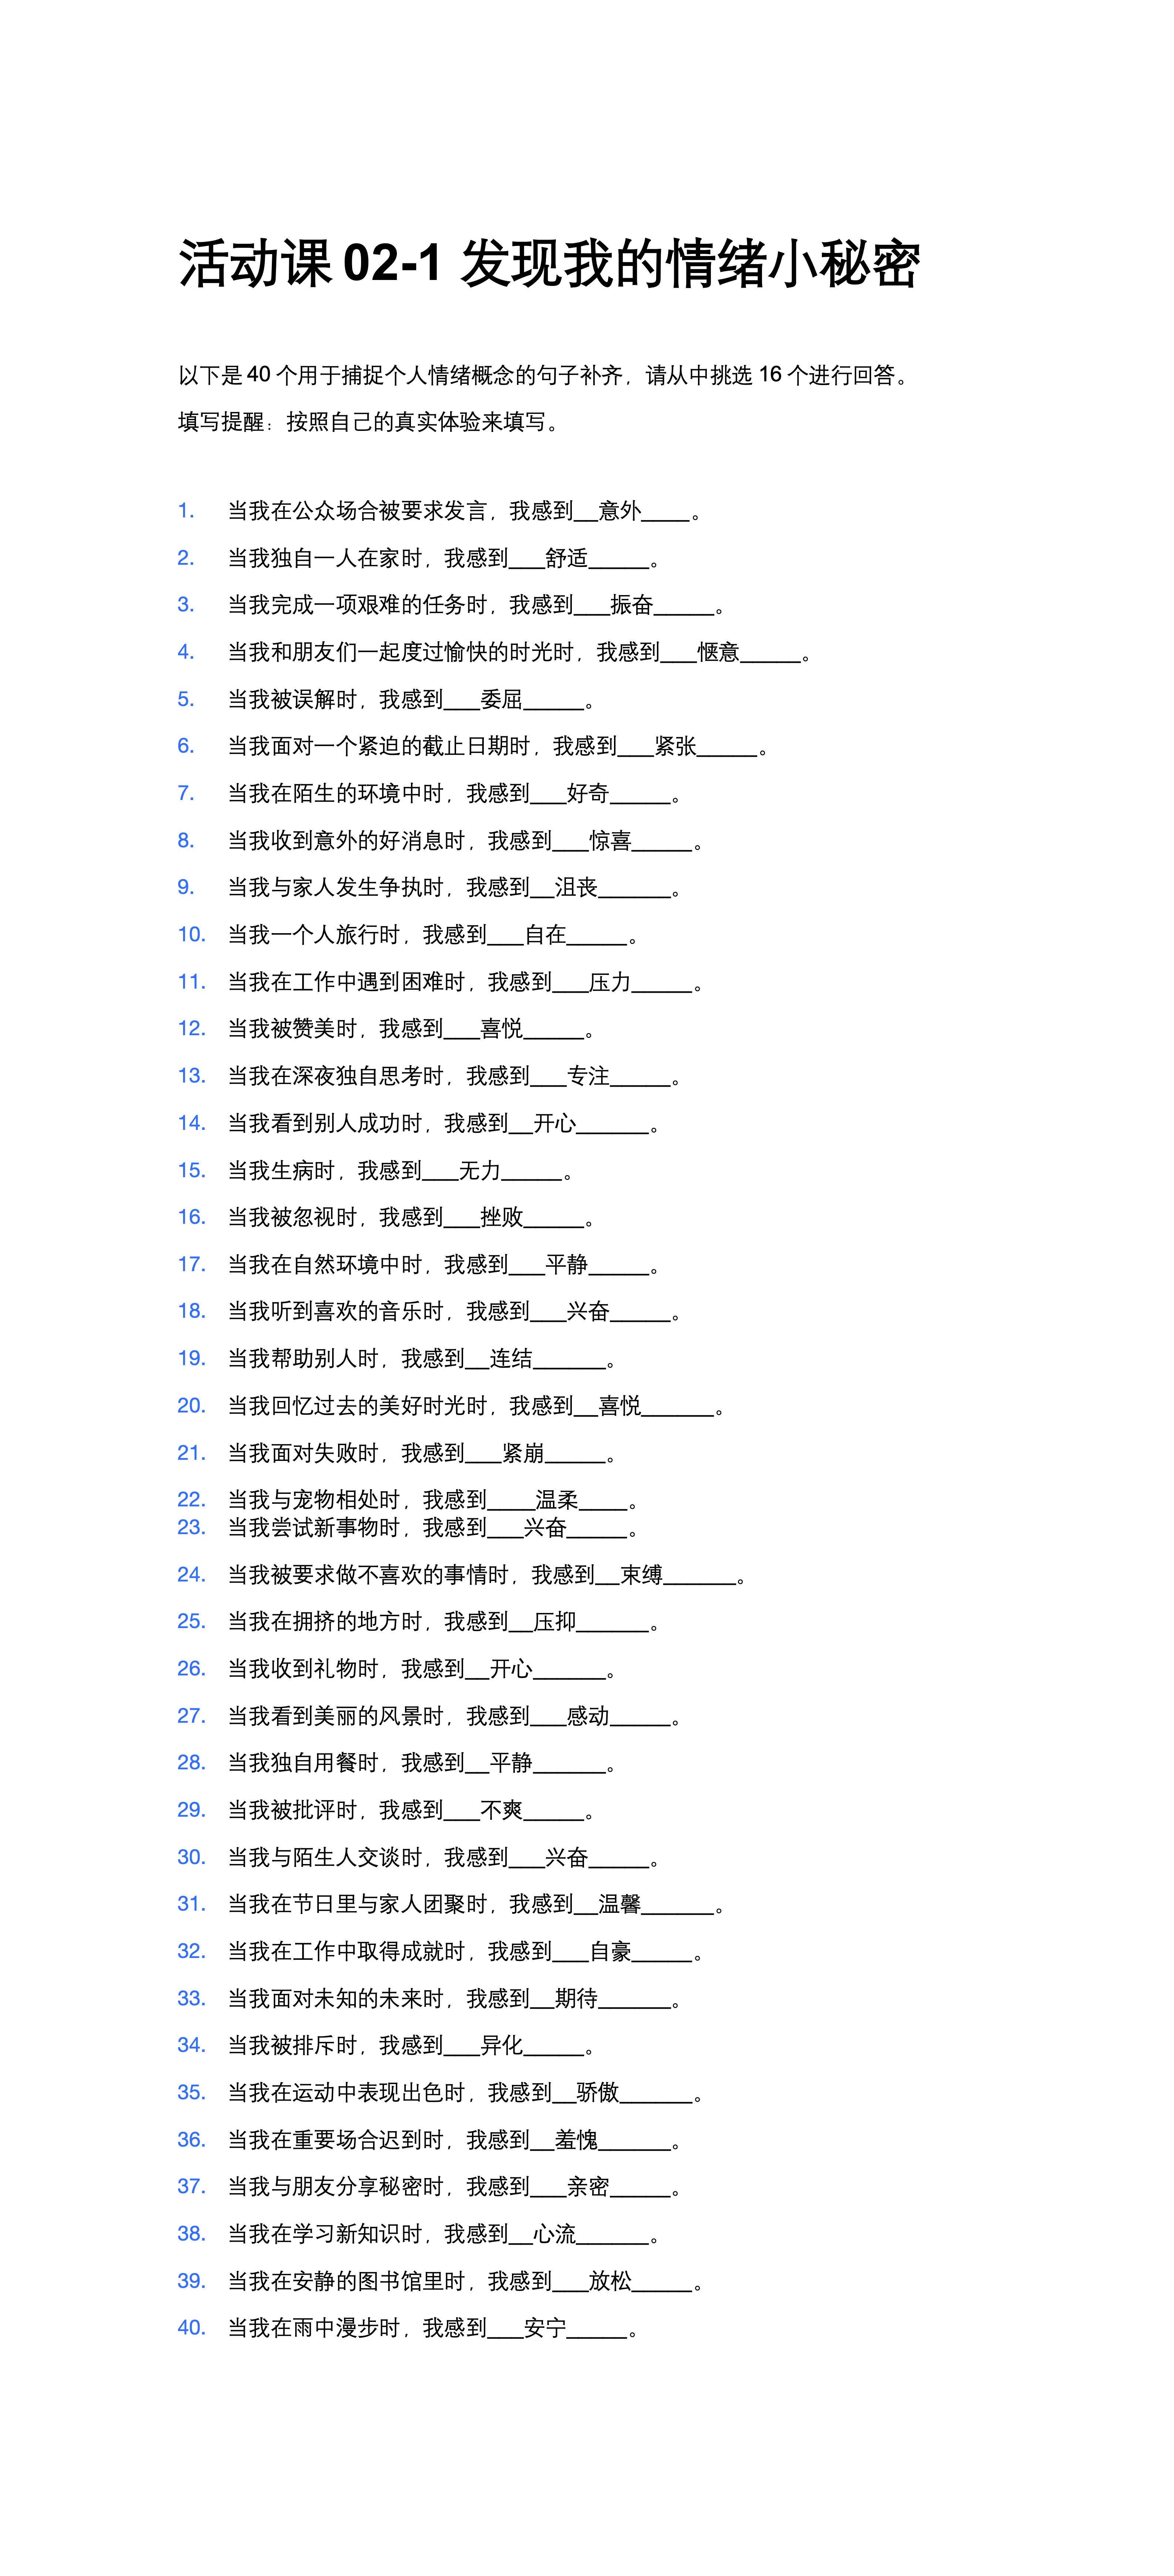 活动课 02-1 发现我的情绪小秘密
以下是 40 个用于捕捉个人情绪概念的句子补齐，请从中挑选 16 个进行回答。
填写提醒：按照自己的真实体验来填写。
1. 当我在公众场合被要求发言，我感到__意外____。
2. 当我独自一人在家时，我感到___舒适_____。
3. 当我完成一项艰难的任务时，我感到___振奋_____。
4. 当我和朋友们一起度过愉快的时光时，我感到___惬意_____。
5. 当我被误解时，我感到___委屈_____。
6. 当我面对一个紧迫的截止日期时，我感到___紧张_____。
7. 当我在陌生的环境中时，我感到___好奇_____。
8. 当我收到意外的好消息时，我感到___惊喜_____。
9. 当我与家人发生争执时，我感到__沮丧______。
10. 当我一个人旅行时，我感到___自在_____。
11. 当我在工作中遇到困难时，我感到___压力_____。
12. 当我被赞美时，我感到___喜悦_____。
13. 当我在深夜独自思考时，我感到___专注_____。
14. 当我看到别人成功时，我感到__开心______。
15. 当我生病时，我感到___无力_____。
16. 当我被忽视时，我感到___挫败_____。
17. 当我在自然环境中时，我感到___平静_____。
18. 当我听到喜欢的音乐时，我感到___兴奋_____。
19. 当我帮助别人时，我感到__连结______。
20. 当我回忆过去的美好时光时，我感到__喜悦______。
21. 当我面对失败时，我感到___紧崩_____。
22. 当我与宠物相处时，我感到____温柔____。
23. 当我尝试新事物时，我感到___兴奋_____。
24. 当我被要求做不喜欢的事情时，我感到__束缚______。
25. 当我在拥挤的地方时，我感到__压抑______。
26. 当我收到礼物时，我感到__开心______。
27. 当我看到美丽的风景时，我感到___感动_____。
28. 当我独自用餐时，我感到__平静______。
29. 当我被批评时，我感到___不爽_____。
30. 当我与陌生人交谈时，我感到___兴奋_____。
31. 当我在节日里与家人团聚时，我感到__温馨______。
32. 当我在工作中取得成就时，我感到___自豪_____。
33. 当我面对未知的未来时，我感到__期待______。
34. 当我被排斥时，我感到___异化_____。
35. 当我在运动中表现出色时，我感到__骄傲______。
36. 当我在重要场合迟到时，我感到__羞愧______。
37. 当我与朋友分享秘密时，我感到___亲密_____。
38. 当我在学习新知识时，我感到__心流______。
39. 当我在安静的图书馆里时，我感到___放松_____。
40. 当我在雨中漫步时，我感到___安宁_____。